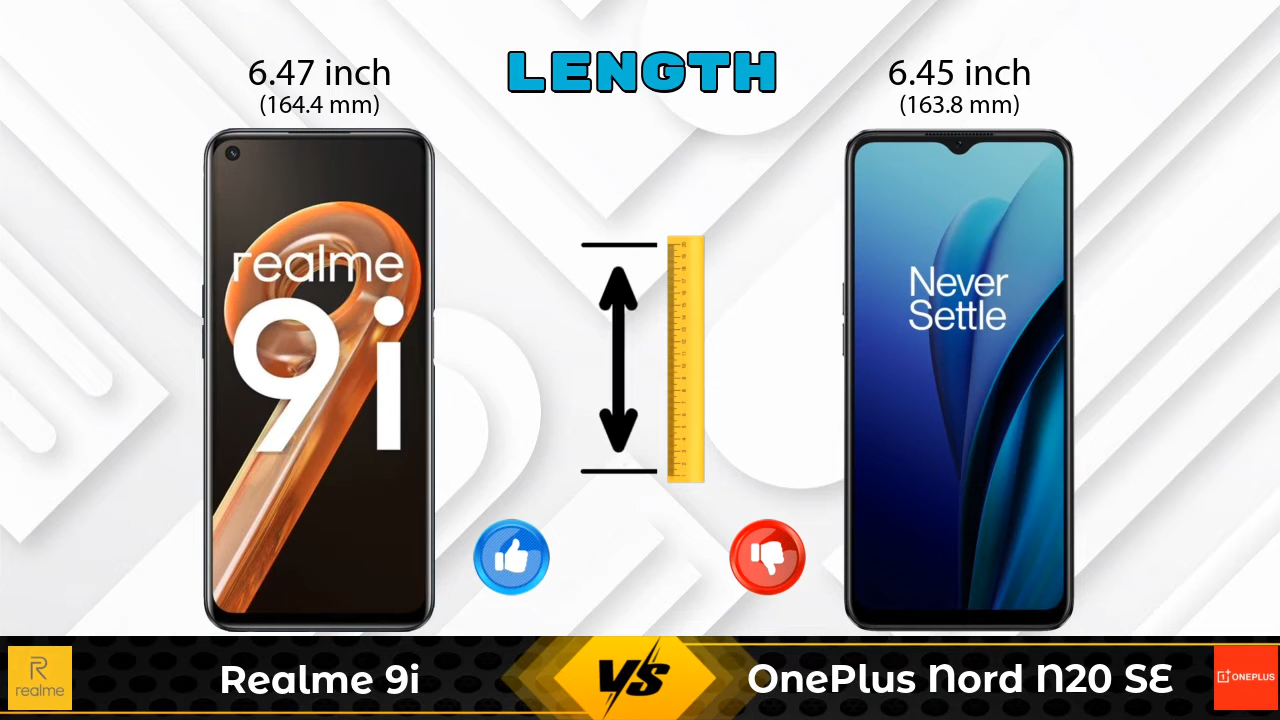 LENGTH
6.47 inch
(164.4 mm)
6.45 inch
(163.8 mm)
realme
9i
Never
Settle
Realme 9i
VS
OnePlus Nord N20 SE
R
realme
1+ ONEPLUS